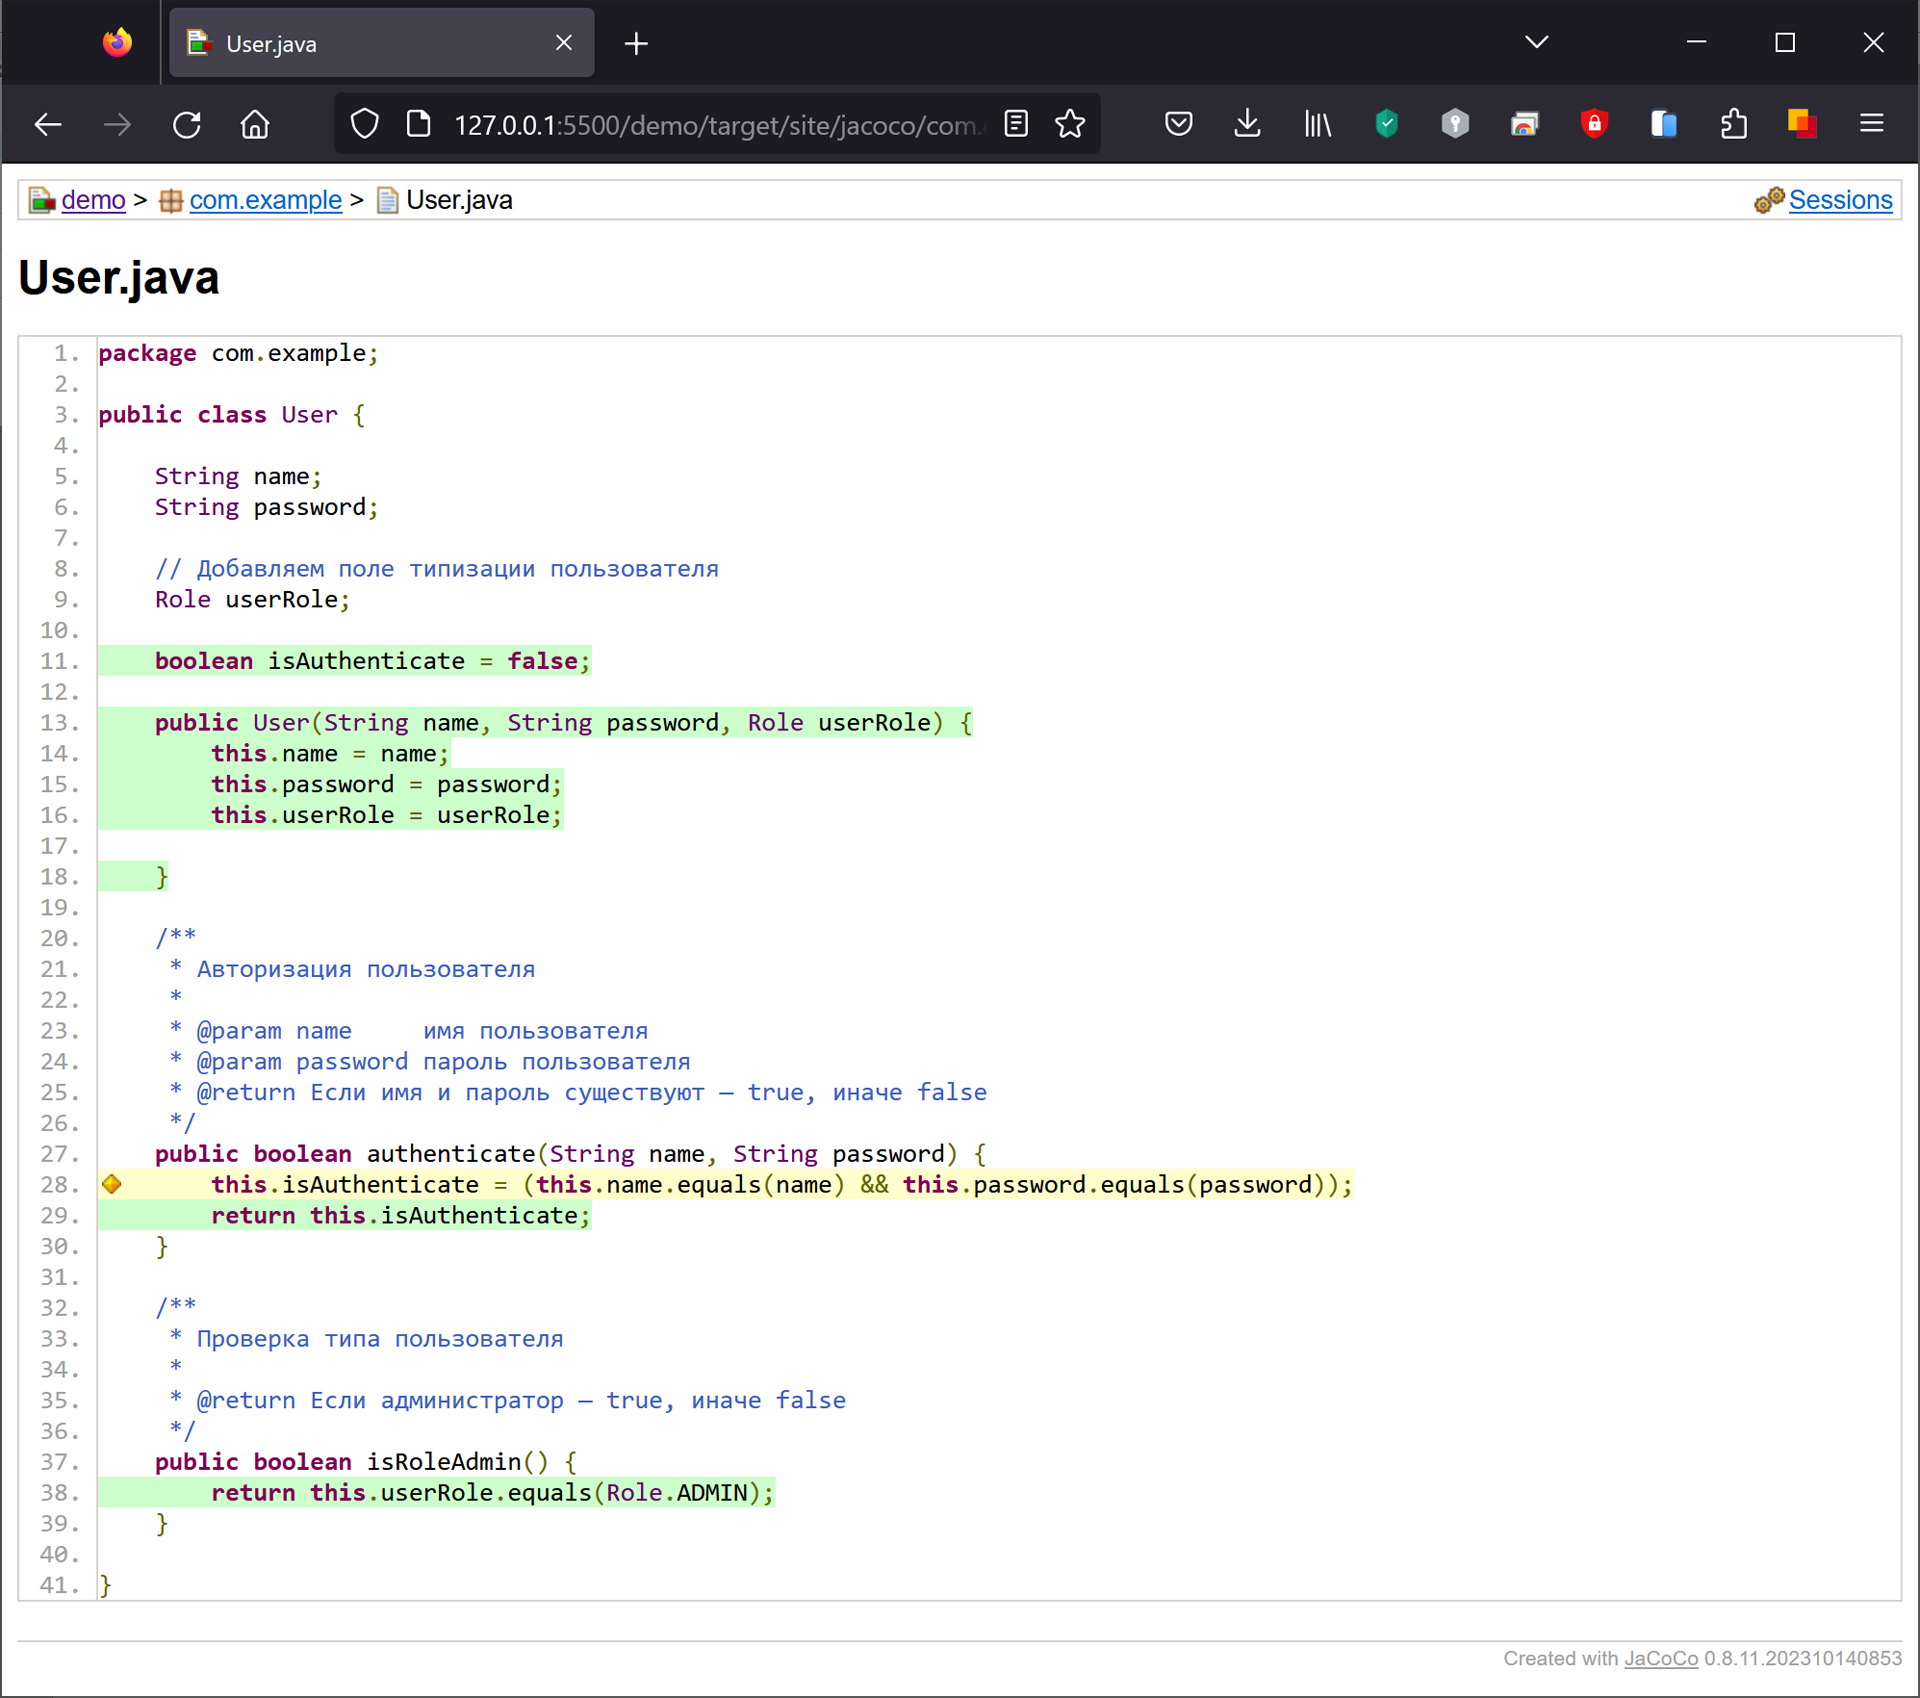 User.java
127.0.0.1:5500/demo/target/site/jacoco/com.e
demo > com.example > User.java
Sessions
User.java
1. package com.example;
2.
3. public class User {
4.
5.     String name;
6.     String password;
7.
8.     // Добавляем поле типизации пользователя
9.     Role userRole;
10.
11.     boolean isAuthenticate = false;
12.
13.     public User(String name, String password, Role userRole) {
14.         this.name = name;
15.         this.password = password;
16.         this.userRole = userRole;
17.
18.     }
19.
20.     /**
21.      * Авторизация пользователя
22.      *
23.      * @param name     имя пользователя
24.      * @param password пароль пользователя
25.      * @return Если имя и пароль существуют – true, иначе false
26.      */
27.     public boolean authenticate(String name, String password) {
28.         this.isAuthenticate = (this.name.equals(name) && this.password.equals(password));
29.         return this.isAuthenticate;
30.     }
31.
32.     /**
33.      * Проверка типа пользователя
34.      *
35.      * @return Если администратор – true, иначе false
36.      */
37.     public boolean isRoleAdmin() {
38.         return this.userRole.equals(Role.ADMIN);
39.     }
40.
41. }
Created with JaCoCo 0.8.11.202310140853